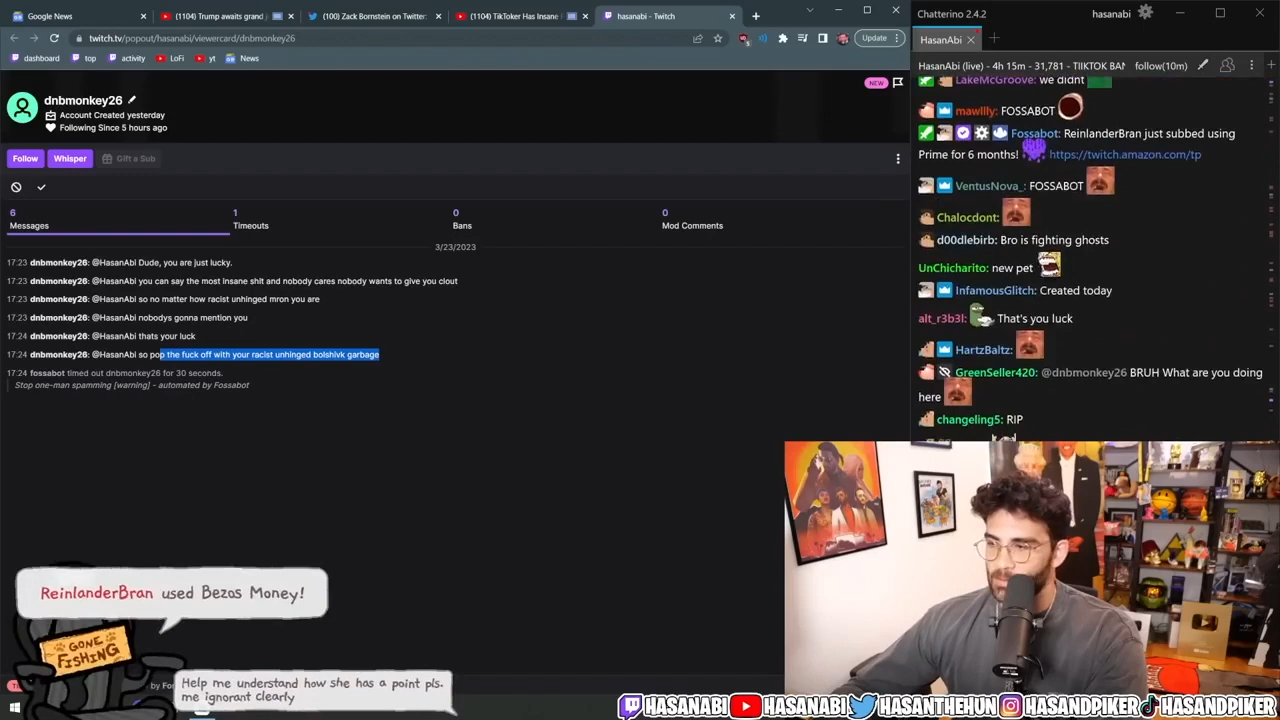 Google News
(1104) Trump awaits grand
(100) Zack Bornstein on Twitter:
(1104) TikToker Has Insane
hasanabi - Twitch
twitch.tv/popout/hasanabi/viewercard/dnbmonkey26
Update
dashboard
top
activity
LoFi
yt
News
dnbmonkey26
Account Created yesterday
Following Since 5 hours ago
NEW
Follow
Whisper
Gift a Sub
6
Messages
1
Timeouts
0
Bans
0
Mod Comments
3/23/2023
17:23 dnbmonkey26: @HasanAbi Dude, you are just lucky.
17:23 dnbmonkey26: @HasanAbi you can say the most insane shit and nobody cares nobody wants to give you clout
17:23 dnbmonkey26: @HasanAbi so no matter how racist unhinged mron you are
17:23 dnbmonkey26: @HasanAbi nobodys gonna mention you
17:24 dnbmonkey26: @HasanAbi thats your luck
17:24 dnbmonkey26: @HasanAbi so pop the fuck off with your racist unhinged bolshivk garbage
17:24 fossabot timed out dnbmonkey26 for 30 seconds.
Stop one-man spamming [warning] - automated by Fossabot
Chatterino 2.4.2
hasanabi
HasanAbi
HasanAbi (live) - 4h 15m - 31,781 - TIKTOK BAN
follow(10m)
LakeMcGroove: we didnt
mawllly: FOSSABOT
Fossabot: ReinlanderBran just subbed using
Prime for 6 months! https://twitch.amazon.com/tp
VentusNova_: FOSSABOT
Chalocdont:
d00dlebirb: Bro is fighting ghosts
UnChicharito: new pet
InfamousGlitch: Created today
alt_r3b3l: That's you luck
HartzBaltz:
GreenSeller420: @dnbmonkey26 BRUH What are you doing
here
changeling5: RIP
ReinlanderBran used Bezos Money!
GONE
FISHING
by Fos
Help me understand how she has a point pls.
me ignorant clearly
HASANABI
HASANABI
HASANTHEHUN
HASANDPIKER
HASANDPIKER